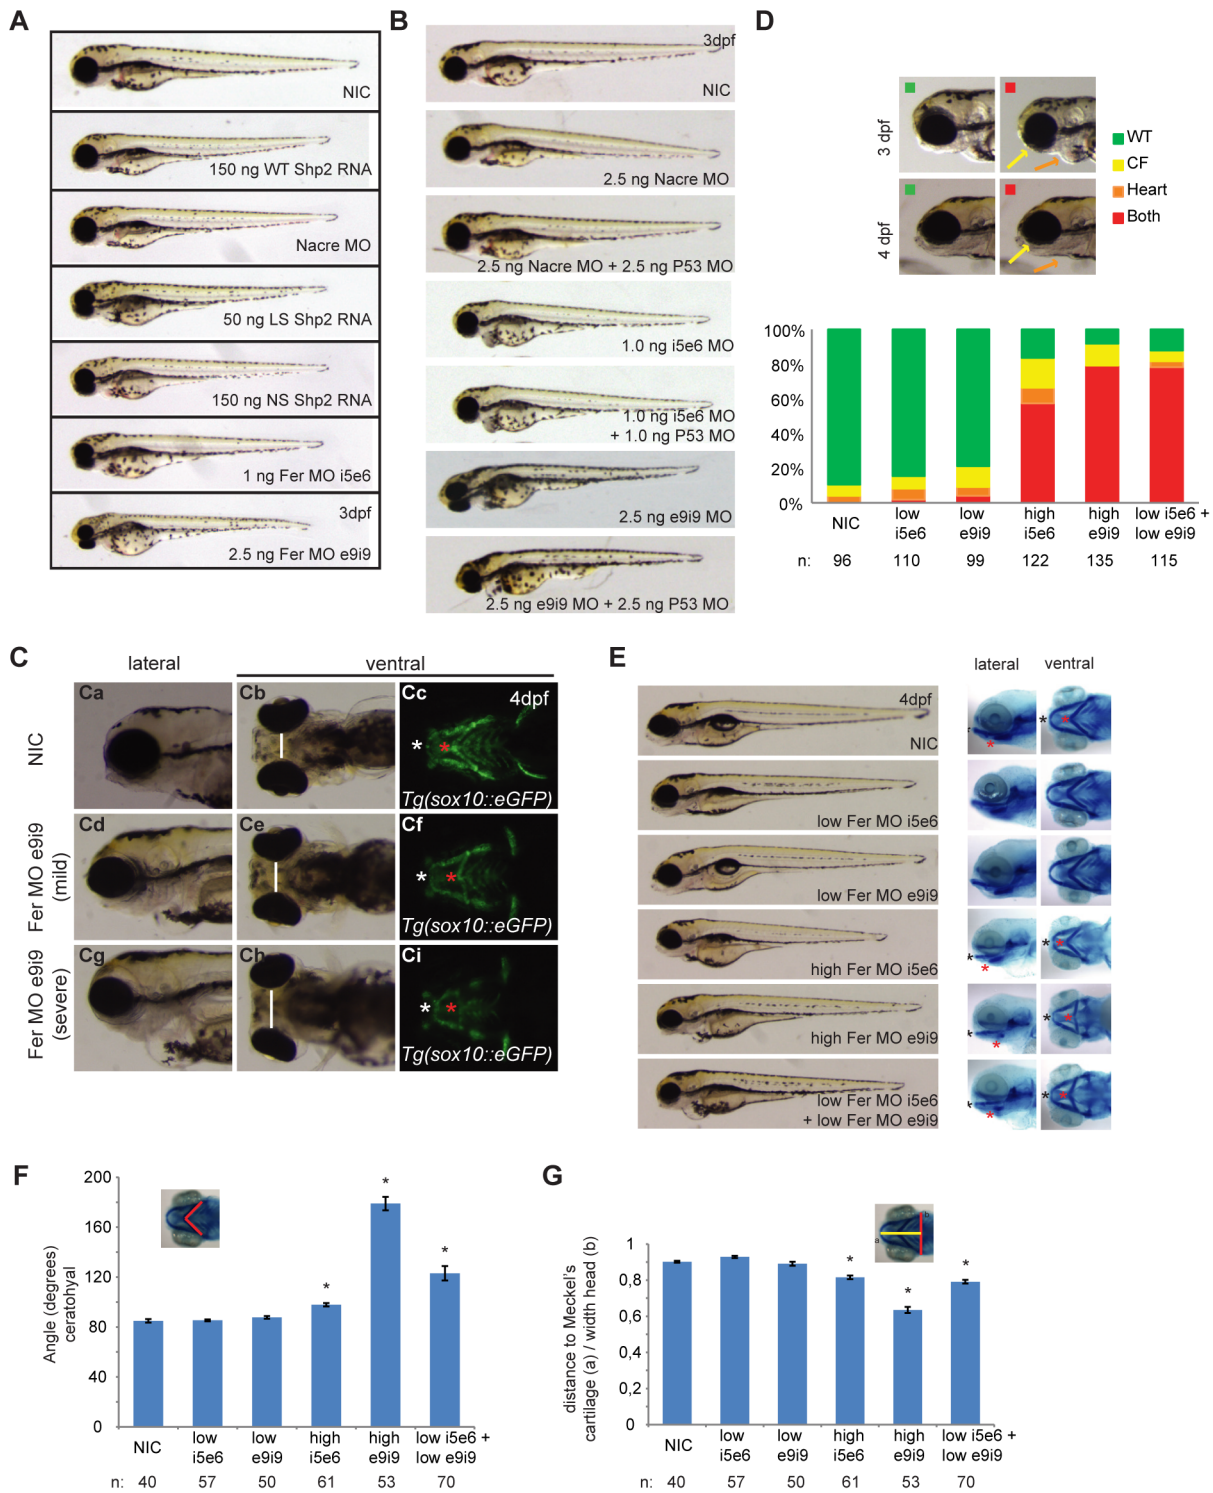 A
NIC
150 ng WT Shp2 RNA
Nacre MO
50 ng LS Shp2 RNA
150 ng NS Shp2 RNA
1 ng Fer MO i5e6
3dpf
2.5 ng Fer MO e9i9
B
3dpf
NIC
2.5 ng Nacre MO
2.5 ng Nacre MO + 2.5 ng P53 MO
1.0 ng i5e6 MO
1.0 ng i5e6 MO
+ 1.0 ng P53 MO
2.5 ng e9i9 MO
2.5 ng e9i9 MO + 2.5 ng P53 MO
D
3 dpf
4 dpf
WT
CF
Heart
Both
100%
80%
60%
40%
20%
0%
NIC
low
i5e6
low
e9i9
high
i5e6
high
e9i9
low i5e6 +
low e9i9
n: 96 110 99 122 135 115
C
lateral
ventral
NIC
Ca
Cb
Cc
4dpf
* *
Tg(sox10::eGFP)
Fer MO e9i9
(mild)
Cd
Ce
Cf
* *
Tg(sox10::eGFP)
Fer MO e9i9
(severe)
Cg
Ch
Ci
* *
Tg(sox10::eGFP)
E
lateral
ventral
4dpf
NIC
low Fer MO i5e6
low Fer MO e9i9
high Fer MO i5e6
high Fer MO e9i9
low Fer MO i5e6
+ low Fer MO e9i9
F
Angle (degrees)
ceratohyal
200
160
120
80
40
0
*
*
*
NIC
low
i5e6
low
e9i9
high
i5e6
high
e9i9
low i5e6 +
low e9i9
n: 40 57 50 61 53 70
G
distance to Meckel's
cartilage (a) / width head (b)
1
0,8
0,6
0,4
0,2
0
a
b
*
*
*
NIC
low
i5e6
low
e9i9
high
i5e6
high
e9i9
low i5e6 +
low e9i9
n: 40 57 50 61 53 70